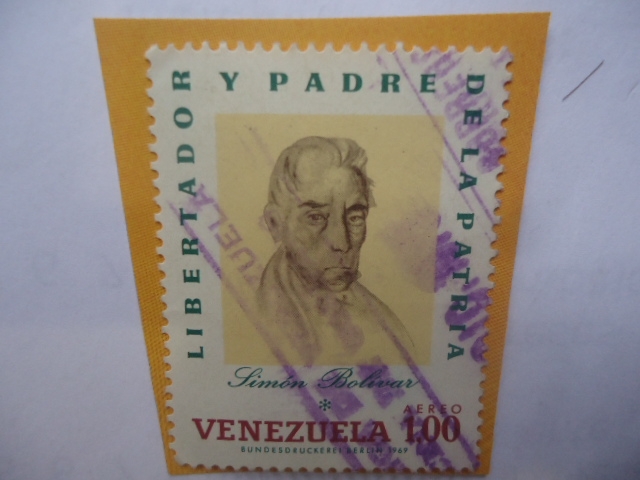 LIBERTADOR Y PADRE DE LA PATRIA
Simón Bolívar
AEREO
VENEZUELA 1.00
BUNDESDRUCKEREI BERLIN 1969